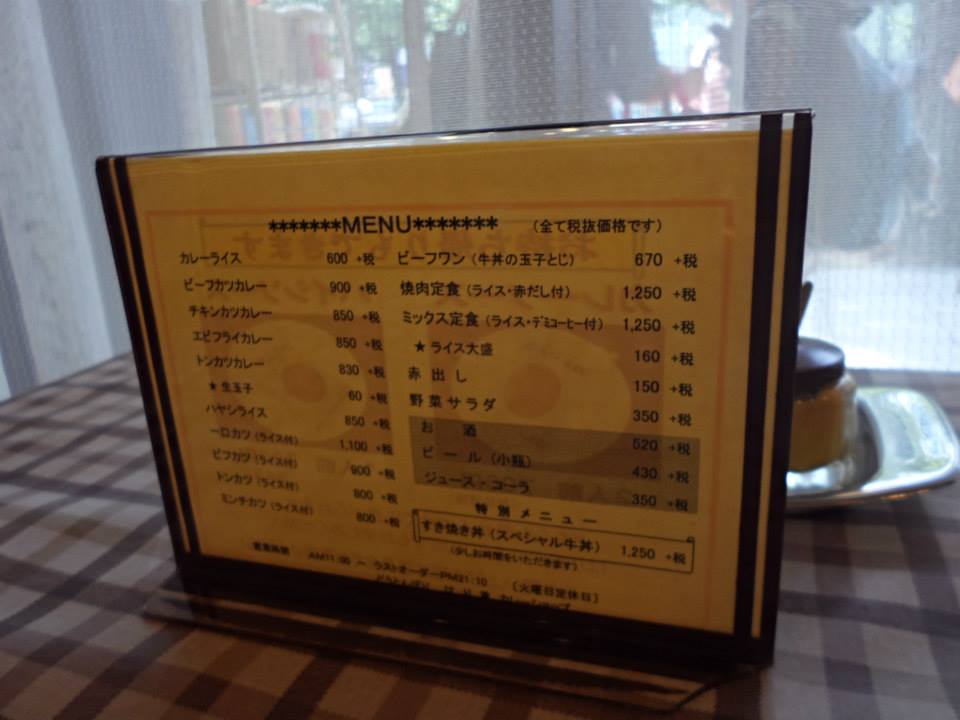 *******MENU******* (全て税抜価格です)
カレーライス 600 +税
ビーフカツカレー 900 +税
チキンカツカレー 850 +税
エビフライカレー 850 +税
トンカツカレー 830 +税
★生玉子 60 +税
ハヤシライス 850 +税
一口カツ(ライス付) 1,100 +税
ビフカツ(ライス付) 900 +税
トンカツ(ライス付) 800 +税
ミンチカツ(ライス付) 800 +税
ビーフワン(牛丼の玉子とじ) 670 +税
焼肉定食(ライス・赤だし付) 1,250 +税
ミックス定食(ライス・デミコーヒー付) 1,250 +税
★ライス大盛 160 +税
赤出し 150 +税
野菜サラダ 350 +税
お酒 520 +税
ビール(小瓶) 430 +税
ジュース・コーラ 350 +税
特別メニュー
すき焼き丼(スペシャル牛丼) 1,250 +税
(少しお時間をいただきます)
営業時間 AM11:00 ~ ラストオーダーPM21:10 (火曜日定休日)
カレーショップ